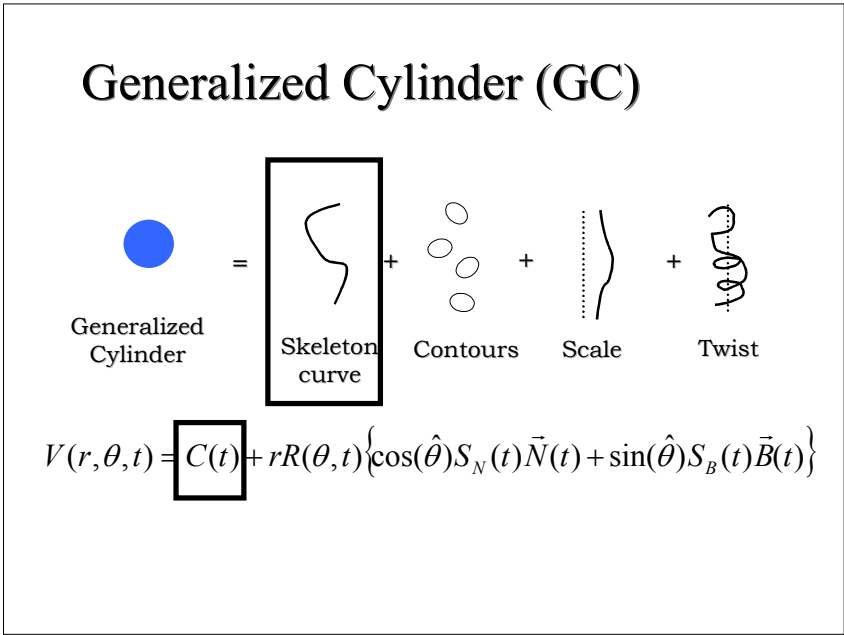 Generalized Cylinder (GC)
= + + +
Generalized
Cylinder
Skeleton
curve
Contours
Scale
Twist
V(r,θ,t) = C(t) + rR(θ,t){cos(θ̂)S_N(t)N⃗(t) + sin(θ̂)S_B(t)B⃗(t)}